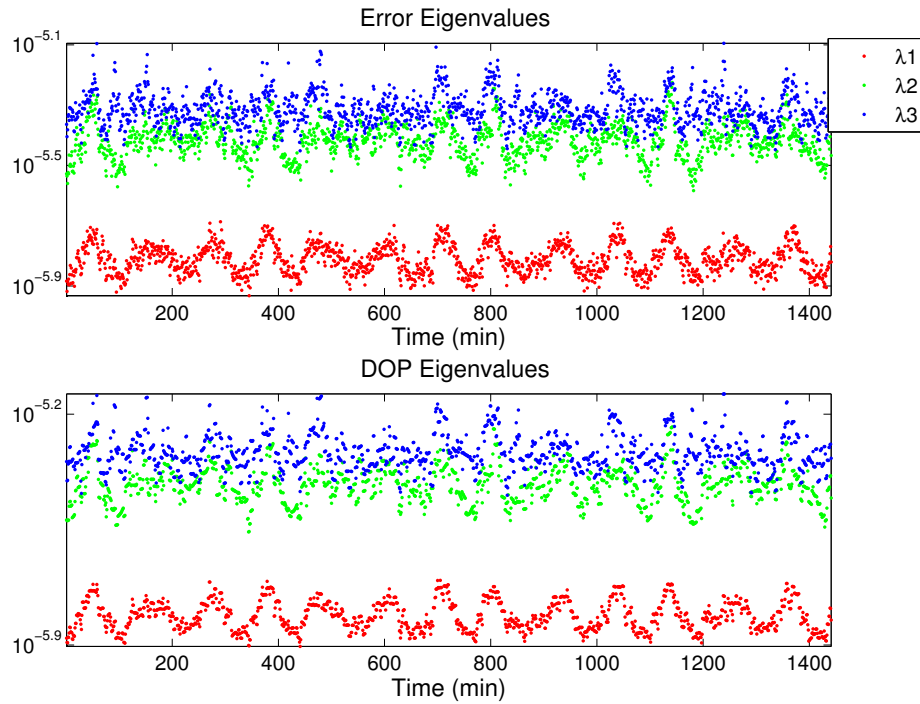 Error Eigenvalues
10^-5.1
10^-5.5
10^-5.9
200 400 600 800 1000 1200 1400
Time (min)
λ1
λ2
λ3
DOP Eigenvalues
10^-5.2
10^-5.9
200 400 600 800 1000 1200 1400
Time (min)